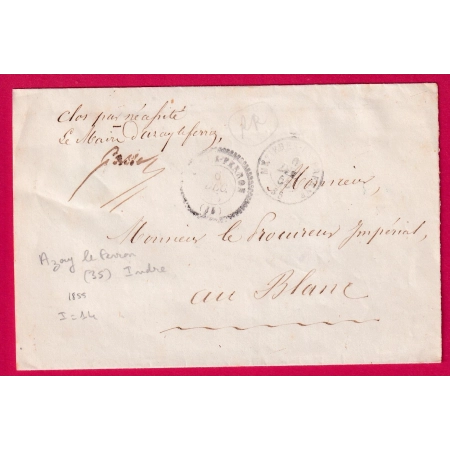 Clos par nécessité
Le Maire d'azay le ferron
PR
Monsieur,
Monsieur le Procureur Impérial,
au Blanc
Azay le Ferron
(35) Indre
1855
I = 14